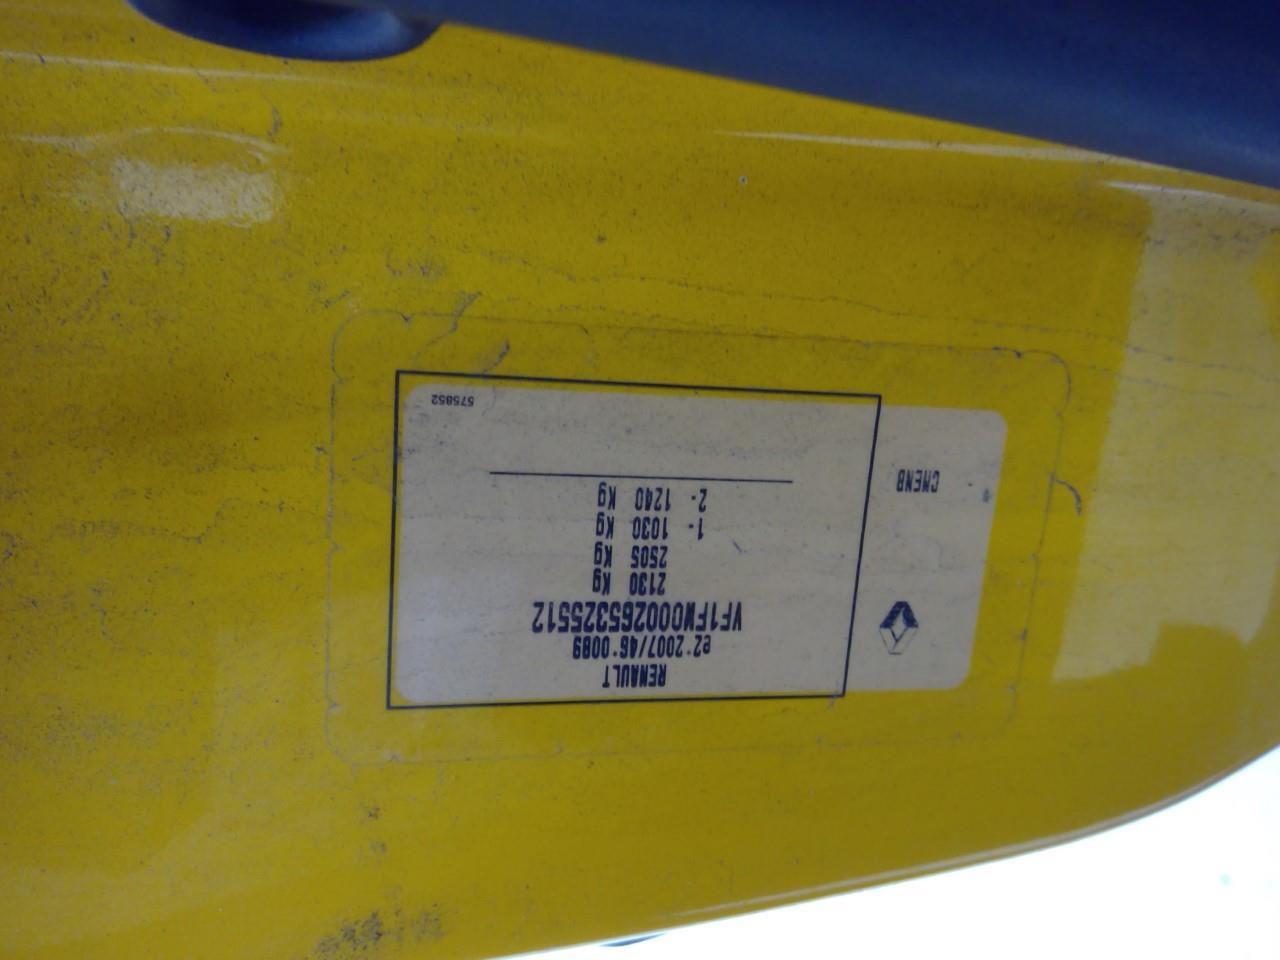 RENAULT
e2*2007/46*0089
VF1FW000265325512
2130 Kg
2505 Kg
1- 1030 Kg
2- 1240 Kg
575852
CMENB